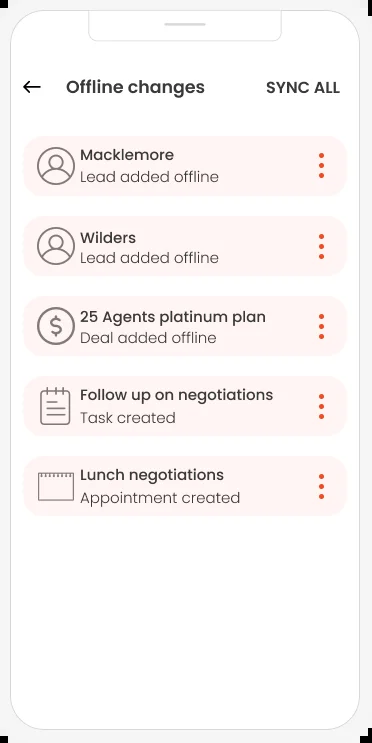 Offline changes
SYNC ALL
Macklemore
Lead added offline
Wilders
Lead added offline
25 Agents platinum plan
Deal added offline
Follow up on negotiations
Task created
Lunch negotiations
Appointment created